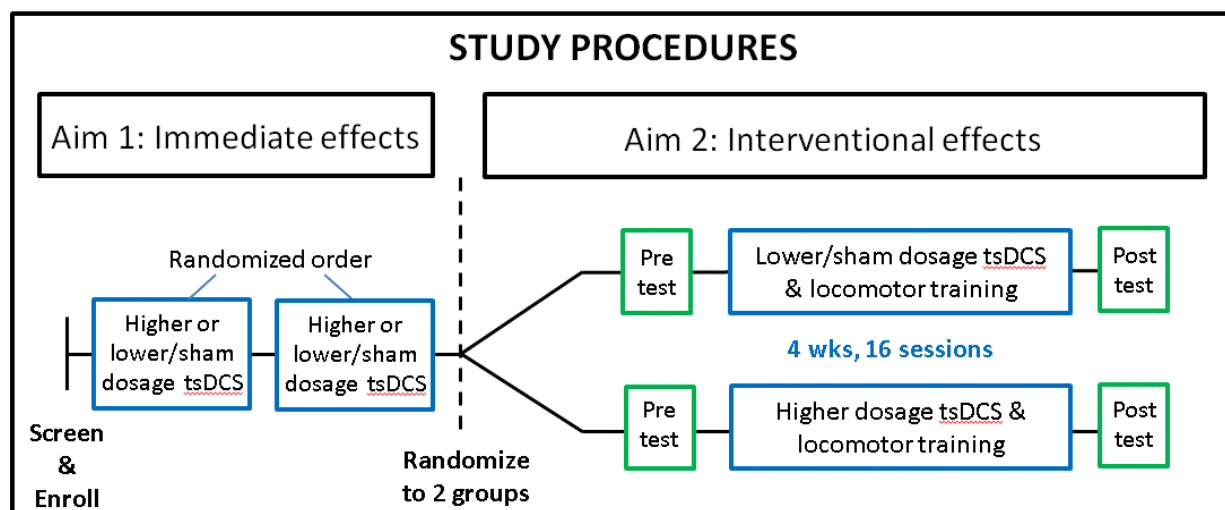 STUDY PROCEDURES
Aim 1: Immediate effects
Aim 2: Interventional effects
Randomized order
Higher or
lower/sham
dosage tsDCS
Higher or
lower/sham
dosage tsDCS
Screen
&
Enroll
Randomize
to 2 groups
Pre
test
Lower/sham dosage tsDCS
& locomotor training
Post
test
4 wks, 16 sessions
Pre
test
Higher dosage tsDCS &
locomotor training
Post
test